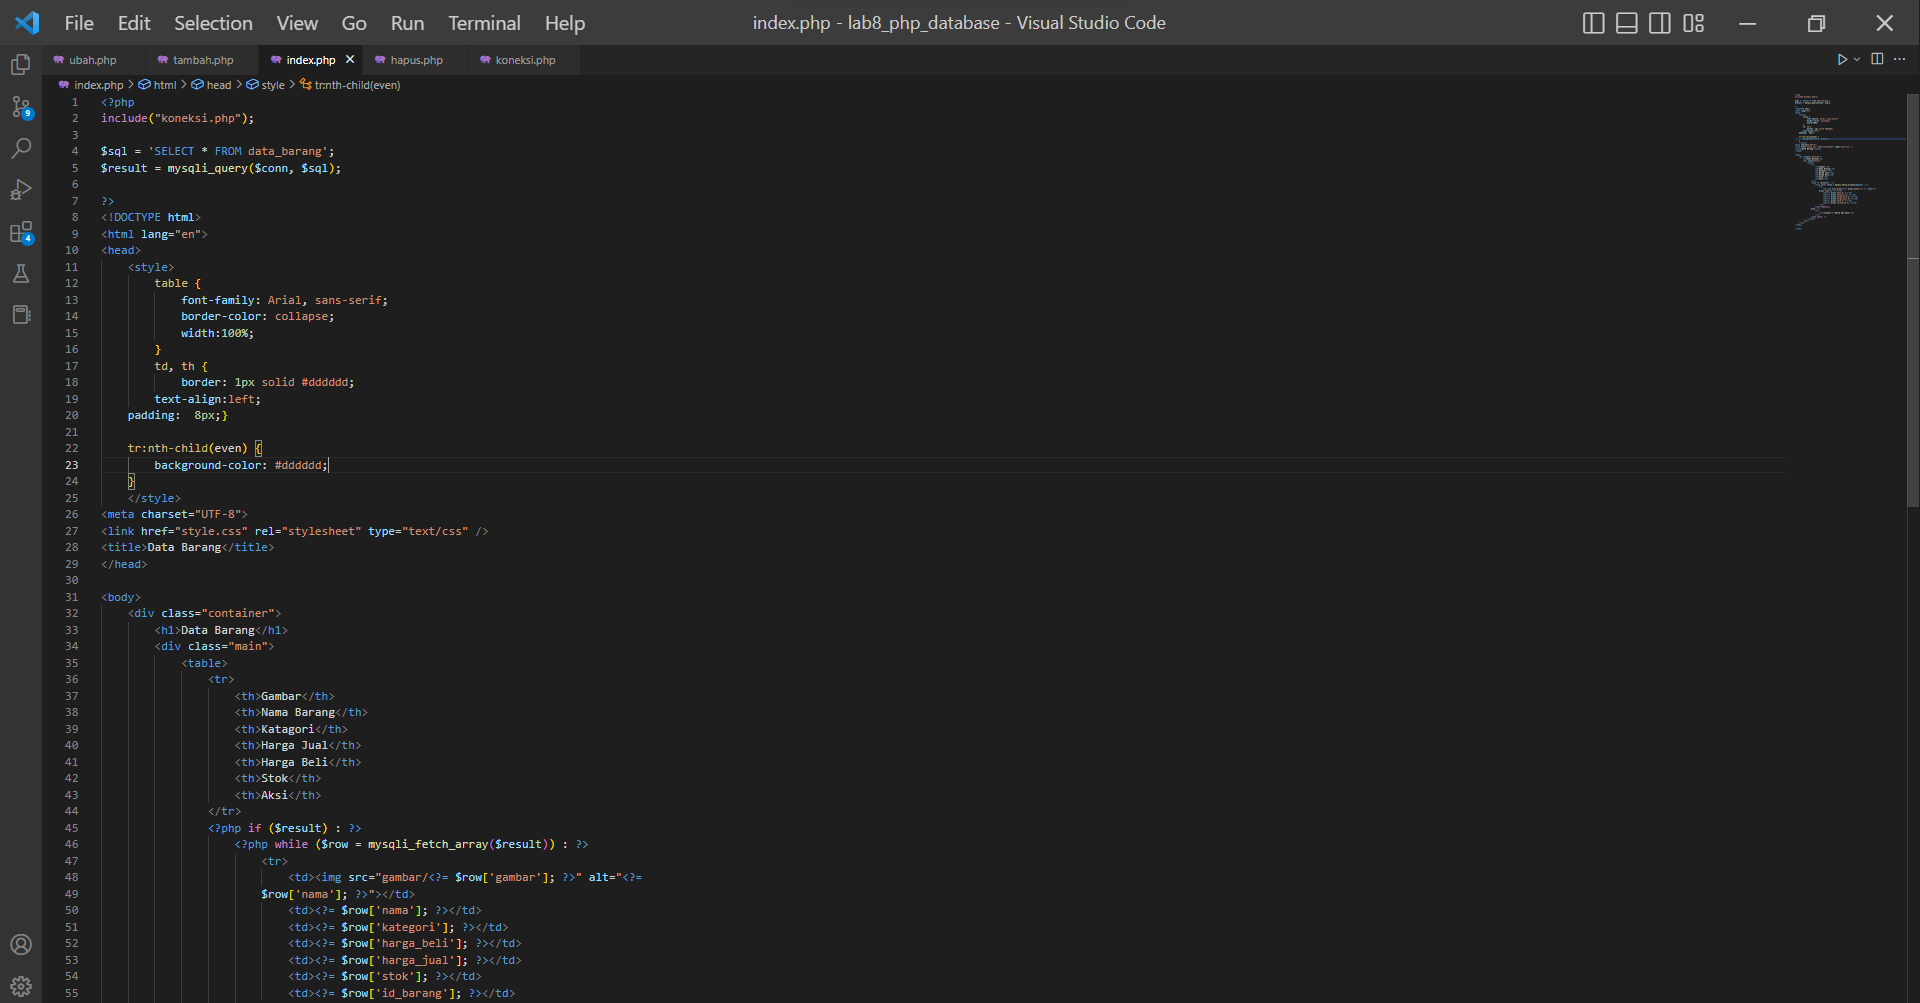 File Edit Selection View Go Run Terminal Help index.php - lab8_php_database - Visual Studio Code
ubah.php tambah.php index.php hapus.php koneksi.php
index.php > html > head > style > tr:nth-child(even)
9
4
1 <?php
2 include("koneksi.php");
3
4 $sql = 'SELECT * FROM data_barang';
5 $result = mysqli_query($conn, $sql);
6
7 ?>
8 <!DOCTYPE html>
9 <html lang="en">
10 <head>
11 <style>
12 table {
13 font-family: Arial, sans-serif;
14 border-color: collapse;
15 width:100%;
16 }
17 td, th {
18 border: 1px solid #dddddd;
19 text-align:left;
20 padding:  8px;}
21
22 tr:nth-child(even) {
23 background-color: #dddddd;
24 }
25 </style>
26 <meta charset="UTF-8">
27 <link href="style.css" rel="stylesheet" type="text/css" />
28 <title>Data Barang</title>
29 </head>
30
31 <body>
32 <div class="container">
33 <h1>Data Barang</h1>
34 <div class="main">
35 <table>
36 <tr>
37 <th>Gambar</th>
38 <th>Nama Barang</th>
39 <th>Katagori</th>
40 <th>Harga Jual</th>
41 <th>Harga Beli</th>
42 <th>Stok</th>
43 <th>Aksi</th>
44 </tr>
45 <?php if ($result) : ?>
46 <?php while ($row = mysqli_fetch_array($result)) : ?>
47 <tr>
48 <td><img src="gambar/<?= $row['gambar']; ?>" alt="<?=
49 $row['nama']; ?>"></td>
50 <td><?= $row['nama']; ?></td>
51 <td><?= $row['kategori']; ?></td>
52 <td><?= $row['harga_beli']; ?></td>
53 <td><?= $row['harga_jual']; ?></td>
54 <td><?= $row['stok']; ?></td>
55 <td><?= $row['id_barang']; ?></td>